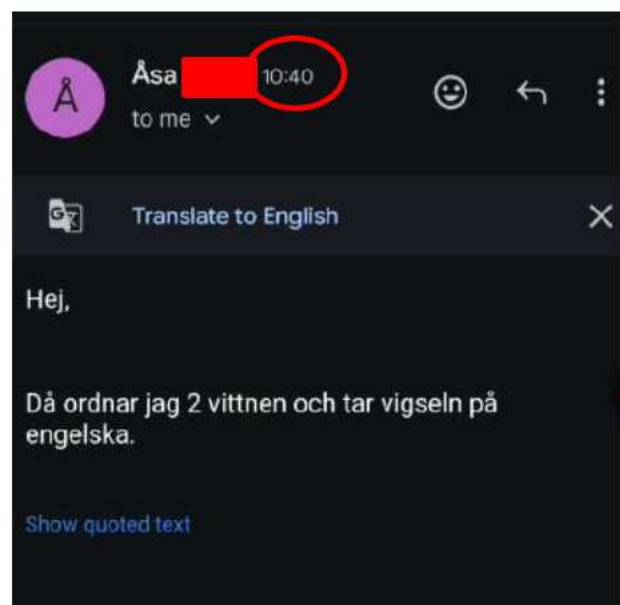 Å
Åsa 10:40
to me
Translate to English
Hej,
Då ordnar jag 2 vittnen och tar vigseln på
engelska.
Show quoted text